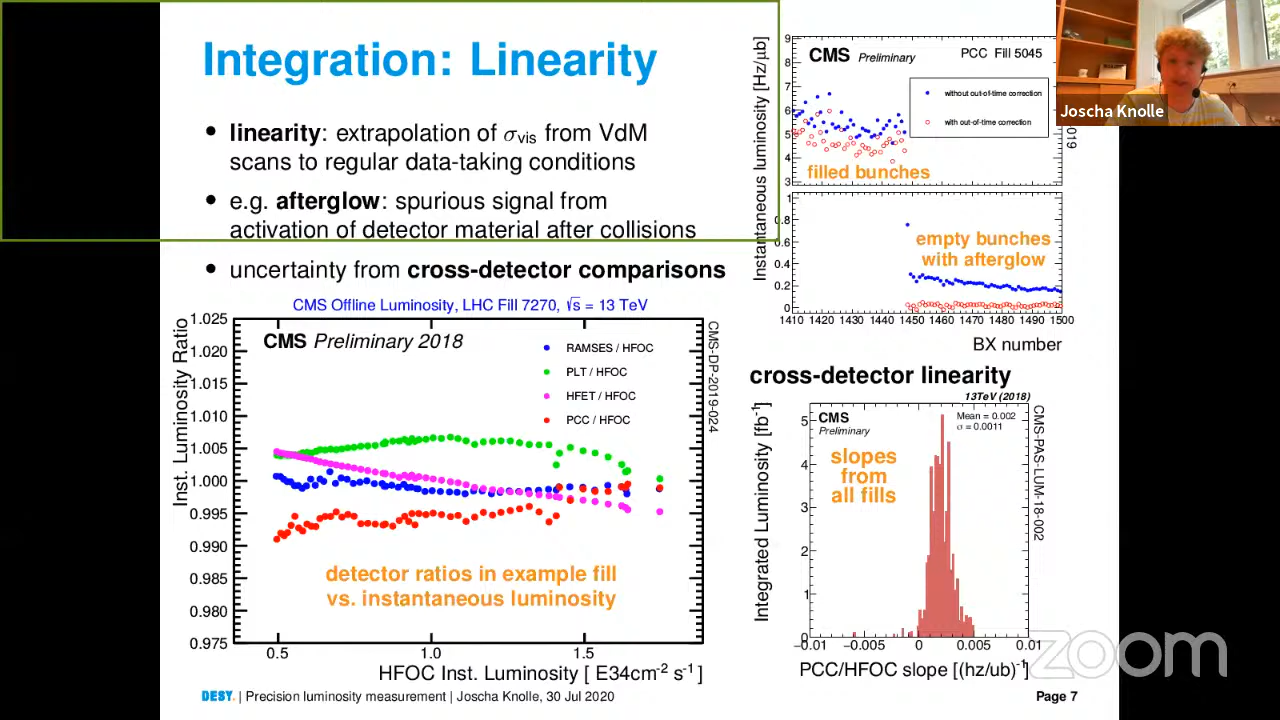 Integration: Linearity
• linearity: extrapolation of σvis from VdM
scans to regular data-taking conditions
• e.g. afterglow: spurious signal from
activation of detector material after collisions
• uncertainty from cross-detector comparisons
CMS Offline Luminosity, LHC Fill 7270, √s = 13 TeV
CMS Preliminary 2018
RAMSES / HFOC
PLT / HFOC
HFET / HFOC
PCC / HFOC
CMS-DP-2019-024
Inst. Luminosity Ratio
1.025
1.020
1.015
1.010
1.005
1.000
0.995
0.990
0.985
0.980
0.975
detector ratios in example fill
vs. instantaneous luminosity
0.5 1.0 1.5
HFOC Inst. Luminosity [ E34cm⁻² s⁻¹ ]
CMS Preliminary PCC Fill 5045
without out-of-time correction
with out-of-time correction
filled bunches
Instantaneous luminosity [Hz/μb]
9
8
7
6
5
4
3
019
empty bunches
with afterglow
1
0.8
0.6
0.4
0.2
0
1410 1420 1430 1440 1450 1460 1470 1480 1490 1500
BX number
Joscha Knolle
cross-detector linearity
13TeV (2018)
CMS
Preliminary
Mean = 0.002
σ = 0.0011
slopes
from
all fills
CMS-PAS-LUM-18-002
Integrated Luminosity [fb⁻¹]
5
4
3
2
1
0
−0.01 −0.005 0 0.005 0.01
PCC/HFOC slope [(hz/ub)⁻¹]
zoom
DESY. | Precision luminosity measurement | Joscha Knolle, 30 Jul 2020
Page 7